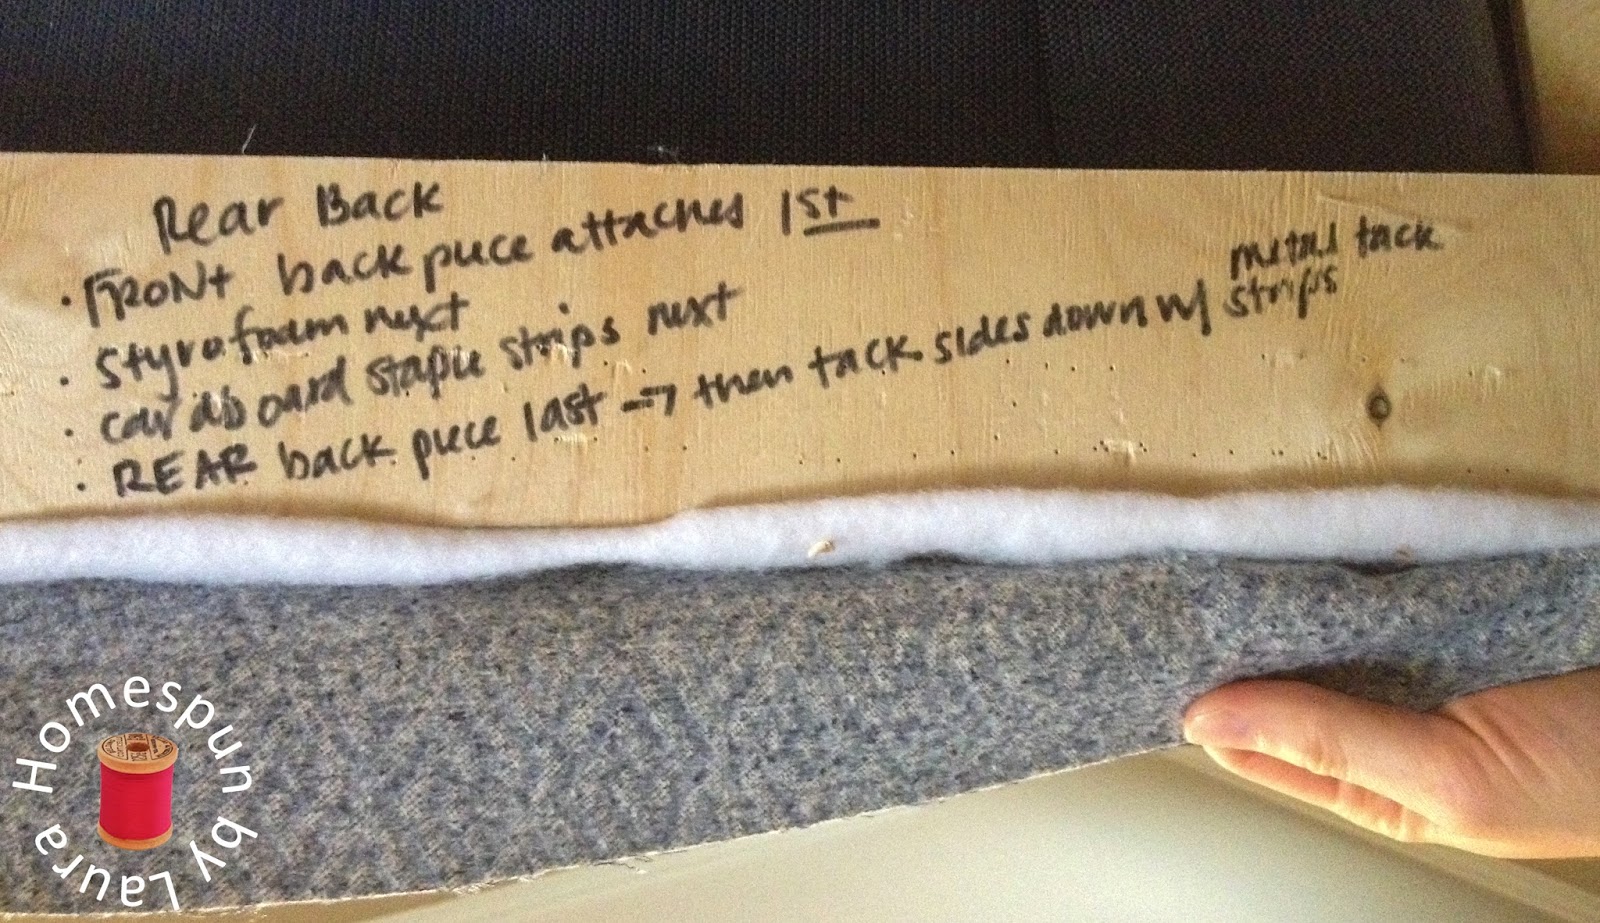 Rear Back
• FRONT back piece attaches 1st
• styrofoam next
• cardboard staple strips next
• REAR back piece last → then tack sides down w/ metal tack strips
Homespun by Laura